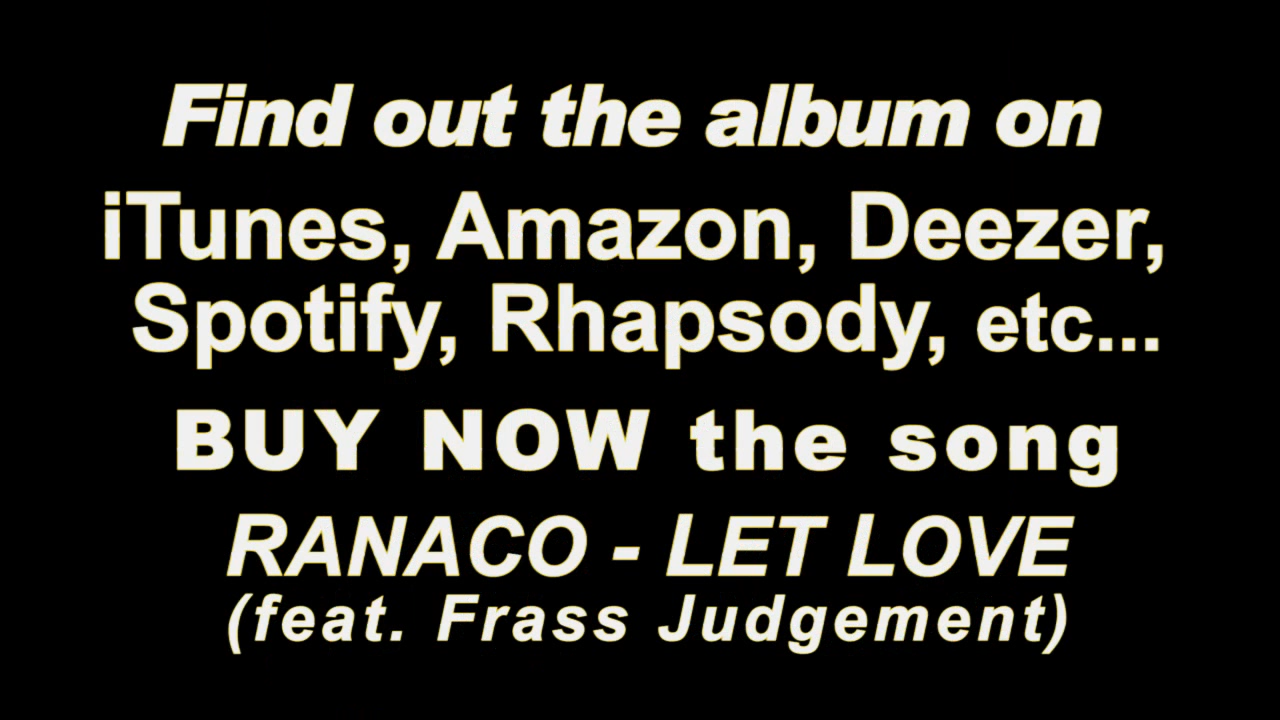 Find out the album on
iTunes, Amazon, Deezer,
Spotify, Rhapsody, etc...
BUY NOW the song
RANACO - LET LOVE
(feat. Frass Judgement)